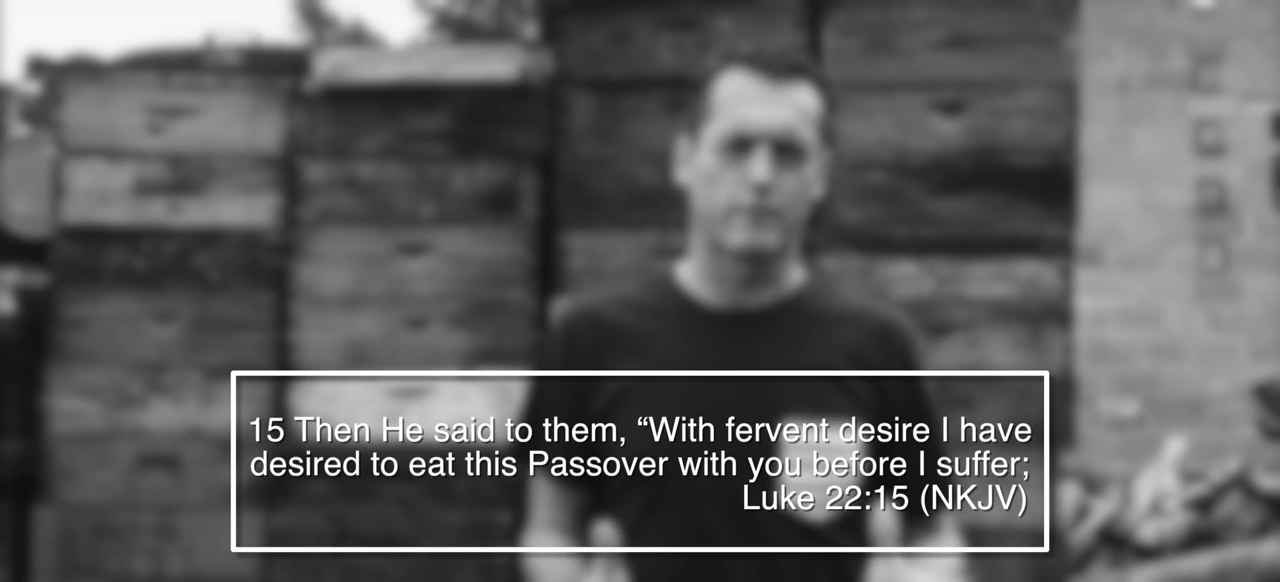 15 Then He said to them, “With fervent desire I have
desired to eat this Passover with you before I suffer;
Luke 22:15 (NKJV)